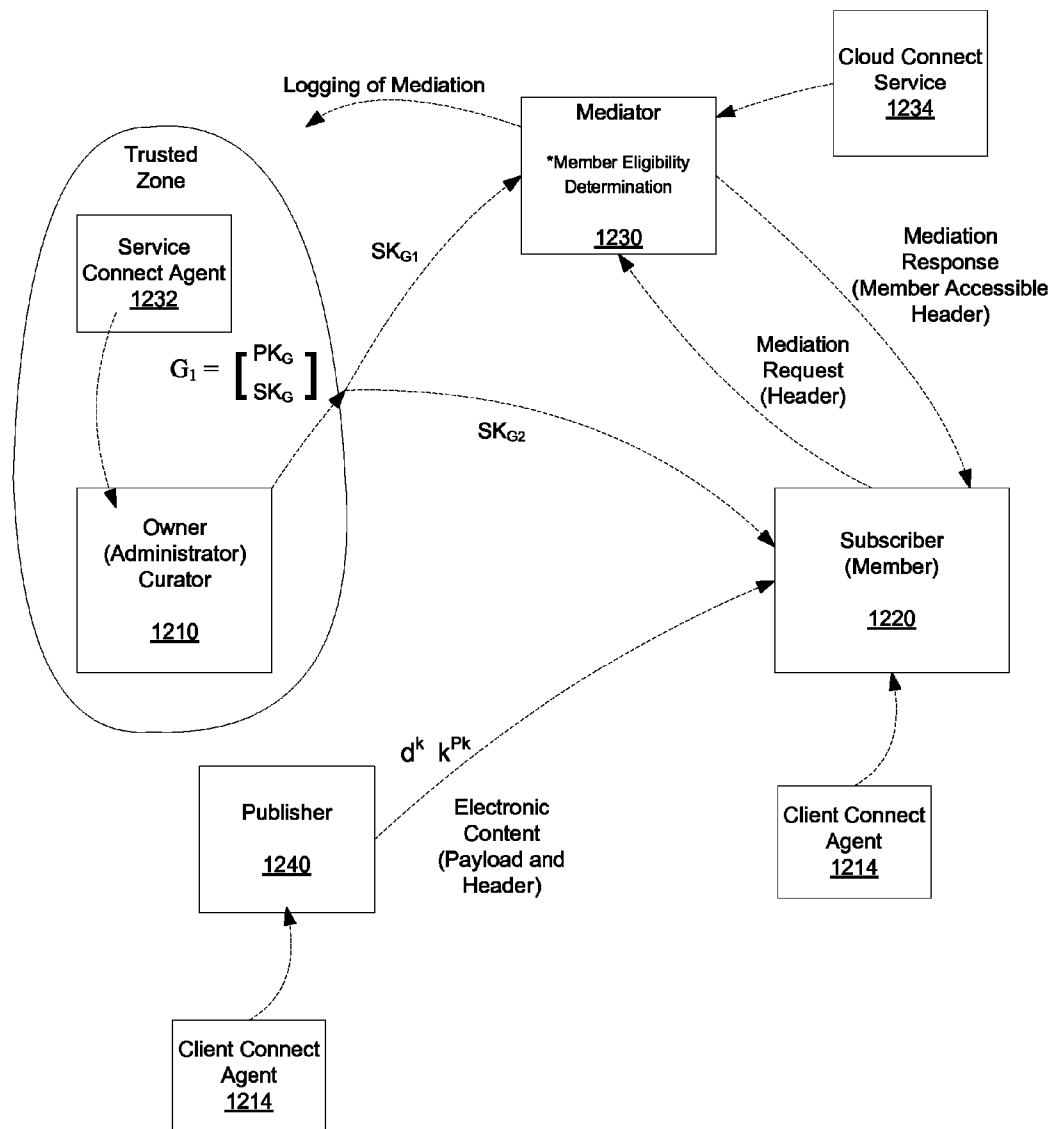 Cloud Connect
Service
1234
Logging of Mediation
Mediator
*Member Eligibility
Determination
1230
Trusted
Zone
Service
Connect Agent
1232
SKG1
Mediation
Response
(Member Accessible
Header)
G1 = [ PKG
SKG ]
Mediation
Request
(Header)
SKG2
Owner
(Administrator)
Curator
1210
Subscriber
(Member)
1220
d^k k^Pk
Publisher
1240
Electronic
Content
(Payload and
Header)
Client Connect
Agent
1214
Client Connect
Agent
1214